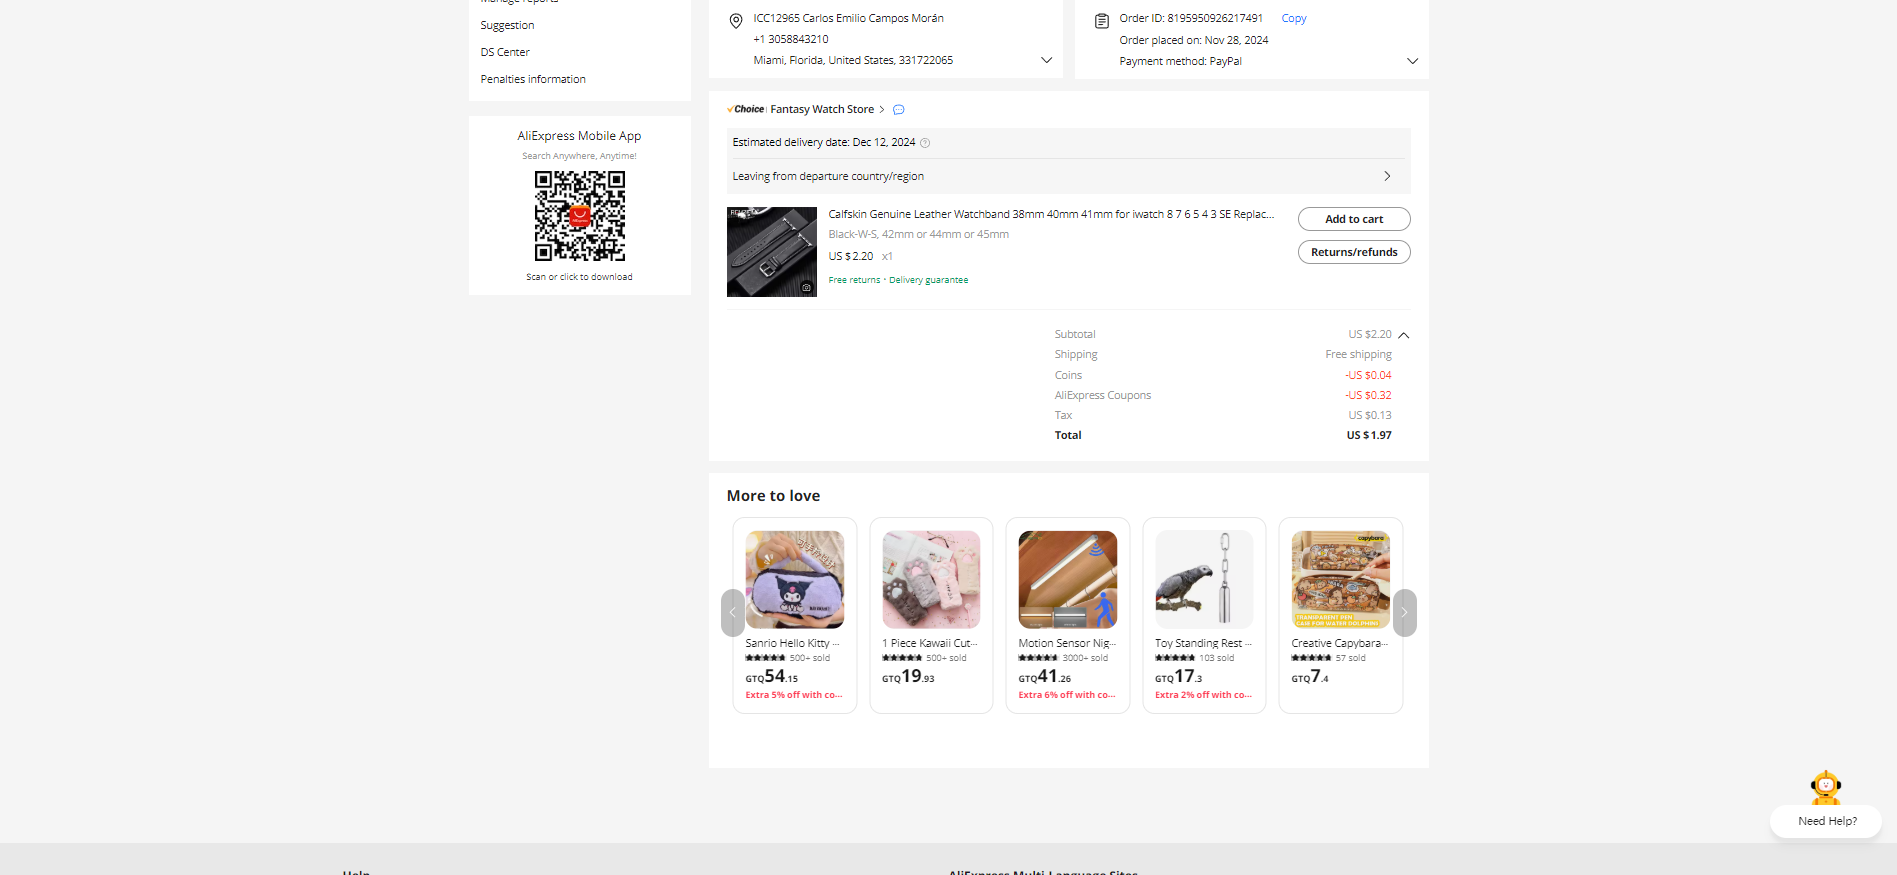 Manage reports
Suggestion
DS Center
Penalties information
AliExpress Mobile App
Search Anywhere, Anytime!
Scan or click to download
ICC12965 Carlos Emilio Campos Morán
+1 3058843210
Miami, Florida, United States, 331722065
Order ID: 8195950926217491 Copy
Order placed on: Nov 28, 2024
Payment method: PayPal
Choice Fantasy Watch Store
Estimated delivery date: Dec 12, 2024
Leaving from departure country/region
Calfskin Genuine Leather Watchband 38mm 40mm 41mm for iwatch 8 7 6 5 4 3 SE Replac...
Black-W-S, 42mm or 44mm or 45mm
US $2.20 x1
Free returns · Delivery guarantee
Add to cart
Returns/refunds
Subtotal US $2.20
Shipping Free shipping
Coins -US $0.04
AliExpress Coupons -US $0.32
Tax US $0.13
Total US $1.97
More to love
Sanrio Hello Kitty ...
500+ sold
GTQ54.15
Extra 5% off with co...
1 Piece Kawaii Cut...
500+ sold
GTQ19.93
Motion Sensor Nig...
3000+ sold
GTQ41.26
Extra 6% off with co...
Toy Standing Rest ...
103 sold
GTQ17.3
Extra 2% off with co...
capybara
TRANSPARENT PEN
CASE FOR WATER DOLPHINE
Creative Capybara...
57 sold
GTQ7.4
Need Help?
Help
AliExpress Multi-Language Sites